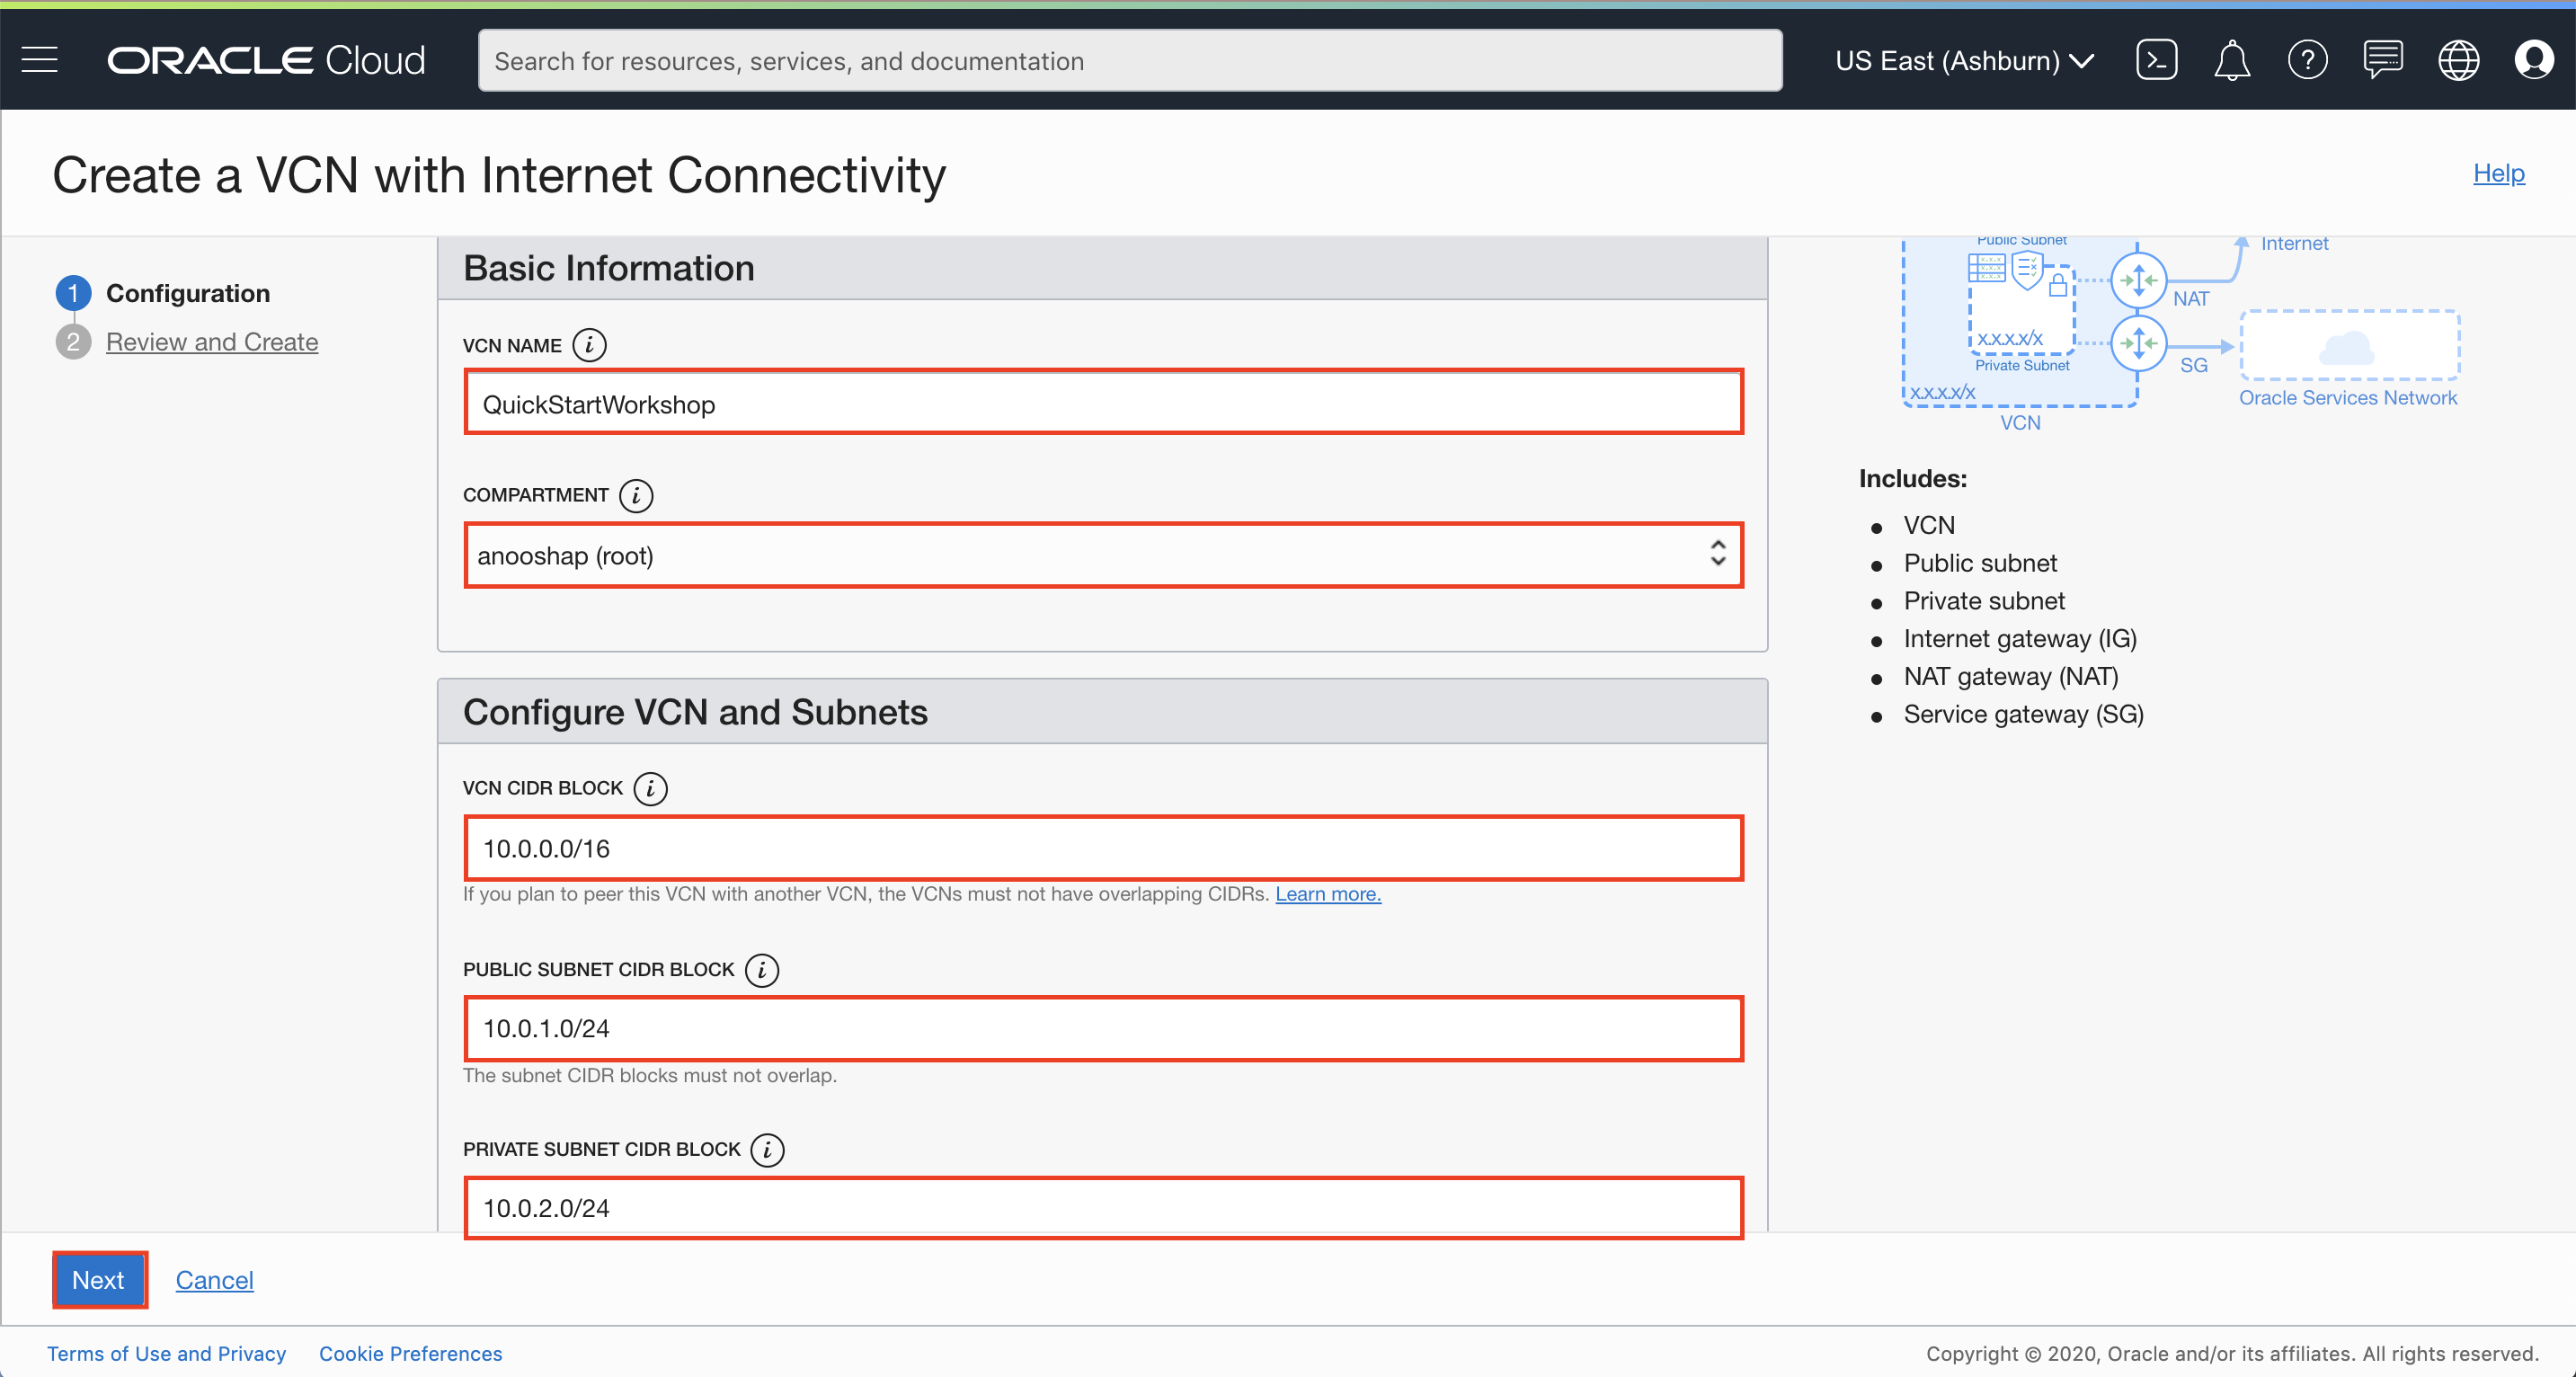 ORACLE Cloud
Search for resources, services, and documentation
US East (Ashburn)
Create a VCN with Internet Connectivity
Help
1 Configuration
2 Review and Create
Basic Information
VCN NAME i
QuickStartWorkshop
COMPARTMENT i
anooshap (root)
Configure VCN and Subnets
VCN CIDR BLOCK i
10.0.0.0/16
If you plan to peer this VCN with another VCN, the VCNs must not have overlapping CIDRs. Learn more.
PUBLIC SUBNET CIDR BLOCK i
10.0.1.0/24
The subnet CIDR blocks must not overlap.
PRIVATE SUBNET CIDR BLOCK i
10.0.2.0/24
Public Subnet
Internet
NAT
x.x.x.x/x
Private Subnet
SG
x.x.x.x/x
Oracle Services Network
VCN
Includes:
VCN
Public subnet
Private subnet
Internet gateway (IG)
NAT gateway (NAT)
Service gateway (SG)
Next
Cancel
Terms of Use and Privacy
Cookie Preferences
Copyright © 2020, Oracle and/or its affiliates. All rights reserved.